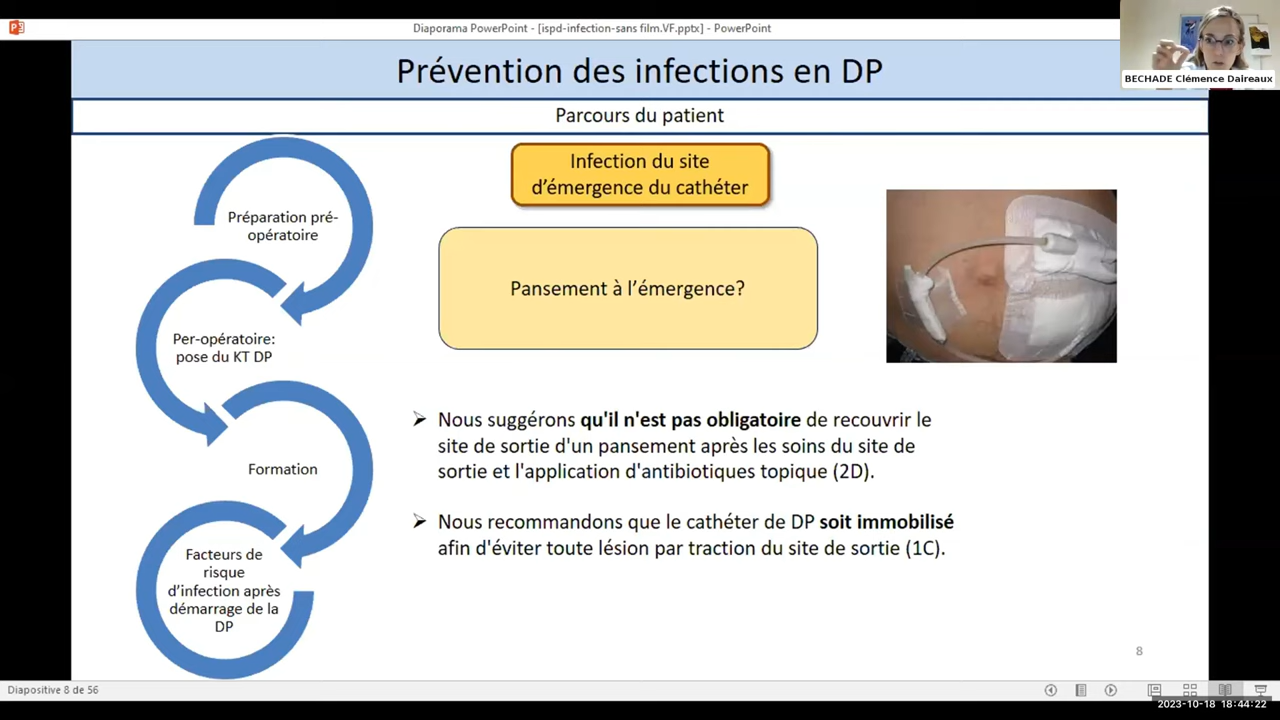 Diaporama PowerPoint - [ispd-infection-sans film.VF.pptx] - PowerPoint
BECHADE Clémence Daireaux
Prévention des infections en DP
Parcours du patient
Infection du site
d'émergence du cathéter
Préparation pré-
opératoire
Per-opératoire:
pose du KT DP
Formation
Facteurs de
risque
d'infection après
démarrage de la
DP
Pansement à l'émergence?
Nous suggérons qu'il n'est pas obligatoire de recouvrir le
site de sortie d'un pansement après les soins du site de
sortie et l'application d'antibiotiques topique (2D).
Nous recommandons que le cathéter de DP soit immobilisé
afin d'éviter toute lésion par traction du site de sortie (1C).
8
Diapositive 8 de 56
2023-10-18 18:44:22